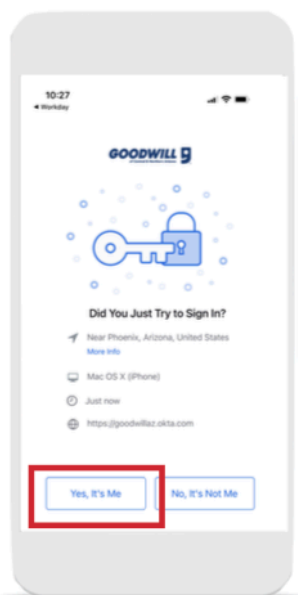 10:27
◀ Workday
GOODWILL
Did You Just Try to Sign In?
Near Phoenix, Arizona, United States
More info
Mac OS X (iPhone)
Just now
https://goodwillaz.okta.com
Yes, It's Me
No, It's Not Me